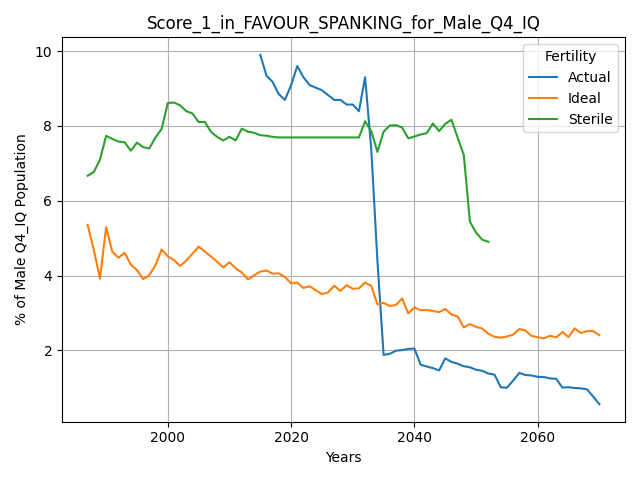 Score_1_in_FAVOUR_SPANKING_for_Male_Q4_IQ
% of Male Q4_IQ Population
10
8
6
4
2
Fertility
Actual
Ideal
Sterile
2000
2020
2040
2060
Years